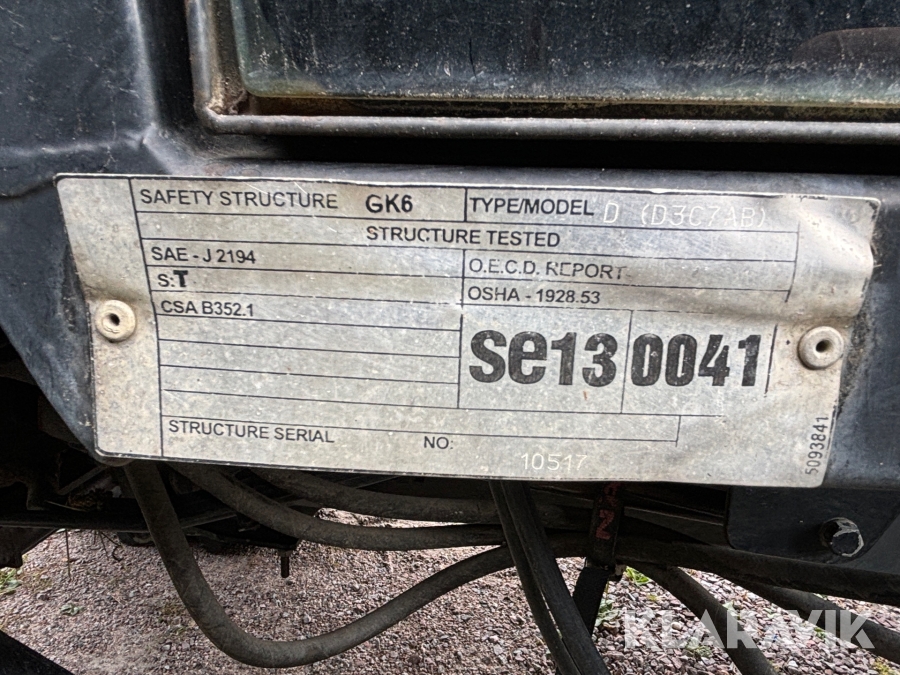 SAFETY STRUCTURE GK6 TYPE/MODEL D (D3C7AB)
STRUCTURE TESTED
SAE - J 2194 O.E.C.D. REPORT
S:T OSHA - 1928.53
CSA B352.1
se13 0041
STRUCTURE SERIAL NO: 10517
5093841
KLARAVIK